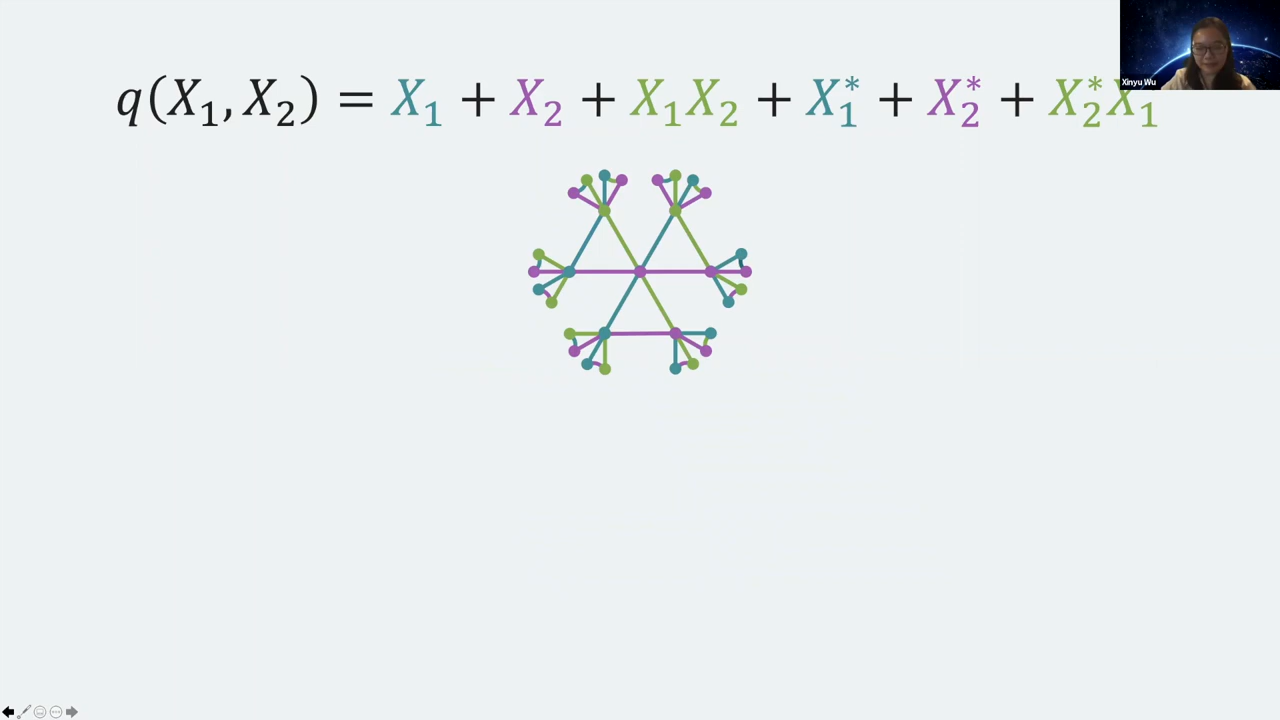 q(X₁, X₂) = X₁ + X₂ + X₁X₂ + X₁* + X₂* + X₂*X₁
Xinyu Wu